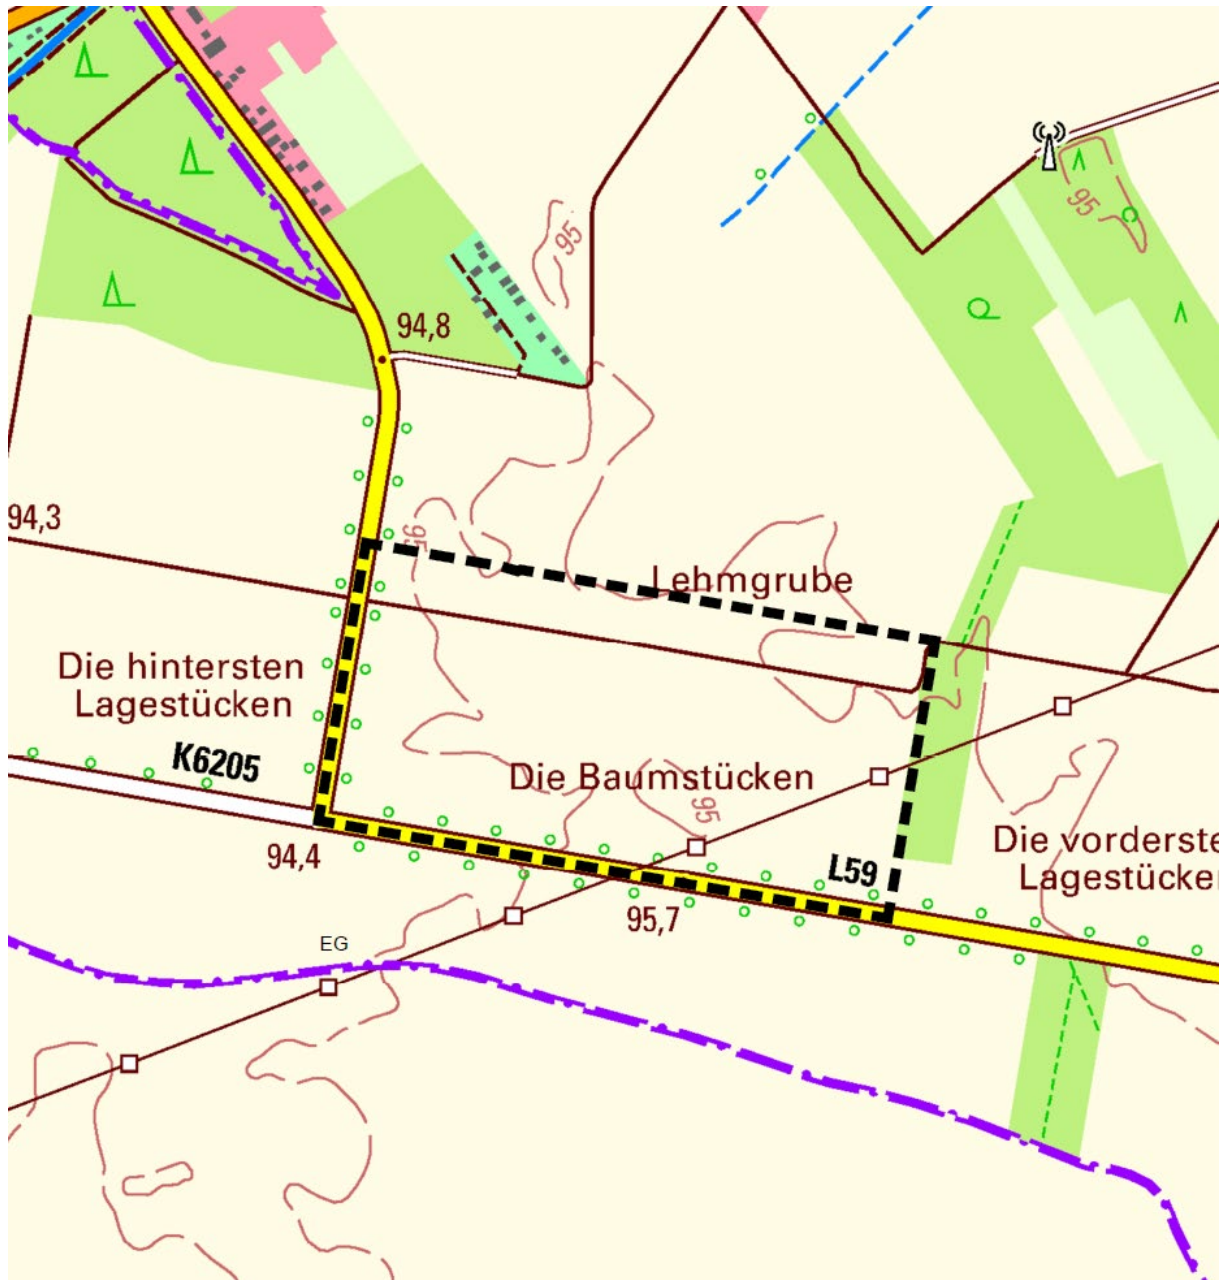 95
95
94,8
94,3
95
Lehmgrube
Die hintersten
Lagestücken
K6205
Die Baumstücken
95
Die vorderste
Lagestücke
L59
94,4
95,7
EG